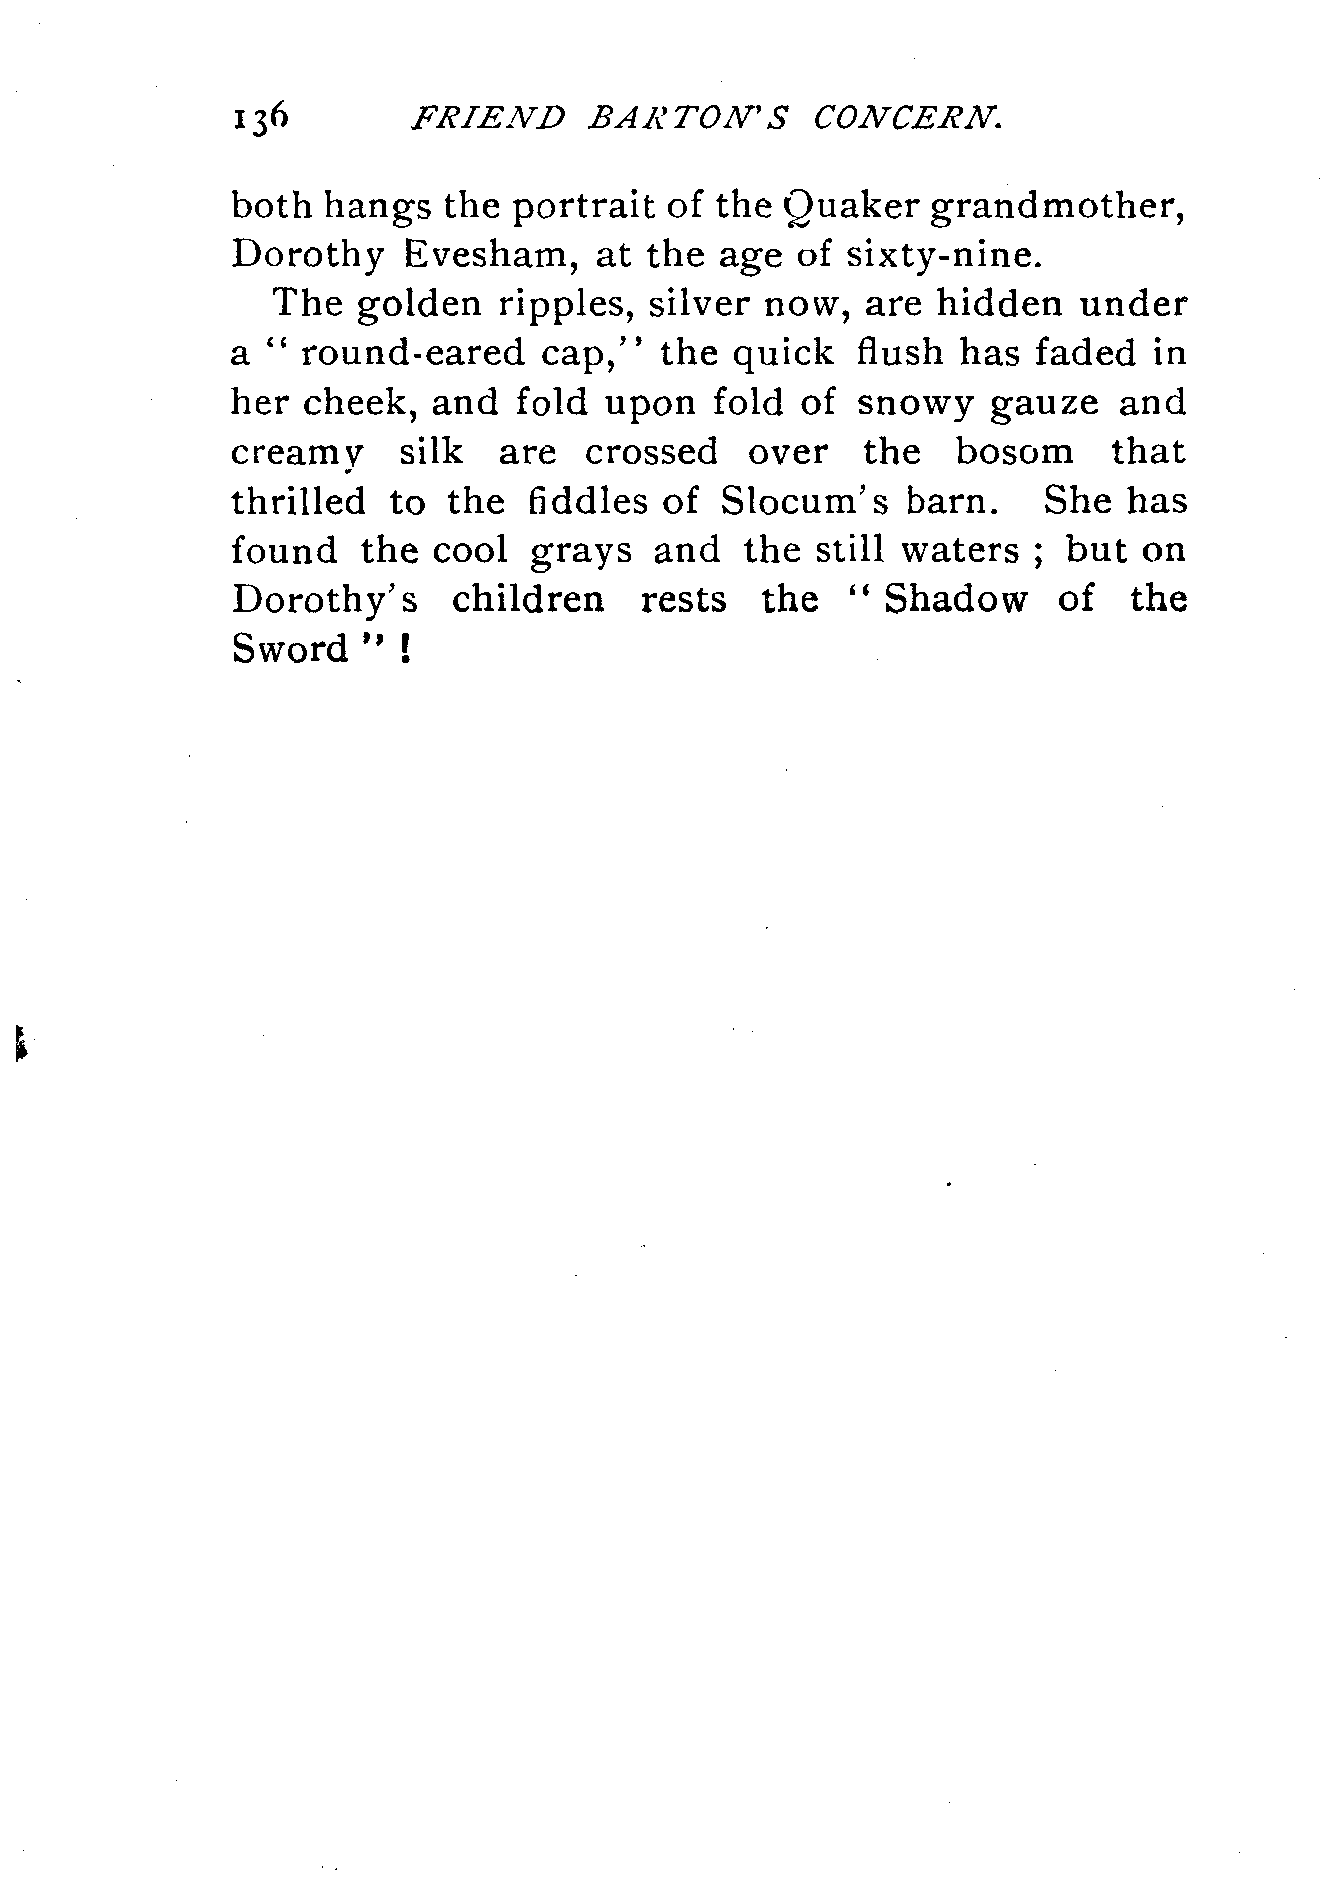 136 FRIEND BARTON'S CONCERN.
both hangs the portrait of the Quaker grandmother,
Dorothy Evesham, at the age of sixty-nine.
The golden ripples, silver now, are hidden under
a “ round-eared cap,” the quick flush has faded in
her cheek, and fold upon fold of snowy gauze and
creamy silk are crossed over the bosom that
thrilled to the fiddles of Slocum's barn. She has
found the cool grays and the still waters ; but on
Dorothy's children rests the “ Shadow of the
Sword ” !